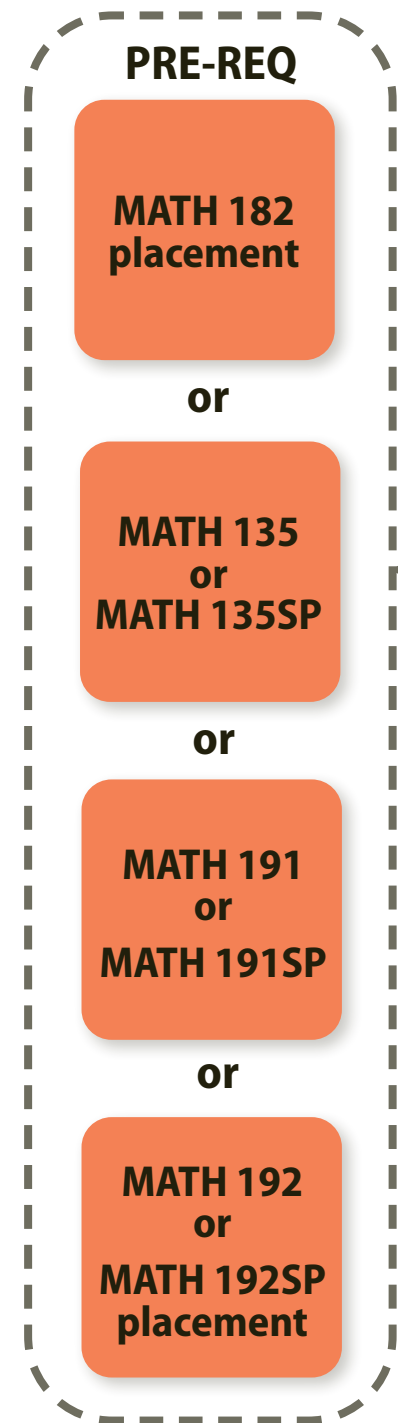 PRE-REQ
MATH 182
placement
or
MATH 135
or
MATH 135SP
or
MATH 191
or
MATH 191SP
or
MATH 192
or
MATH 192SP
placement